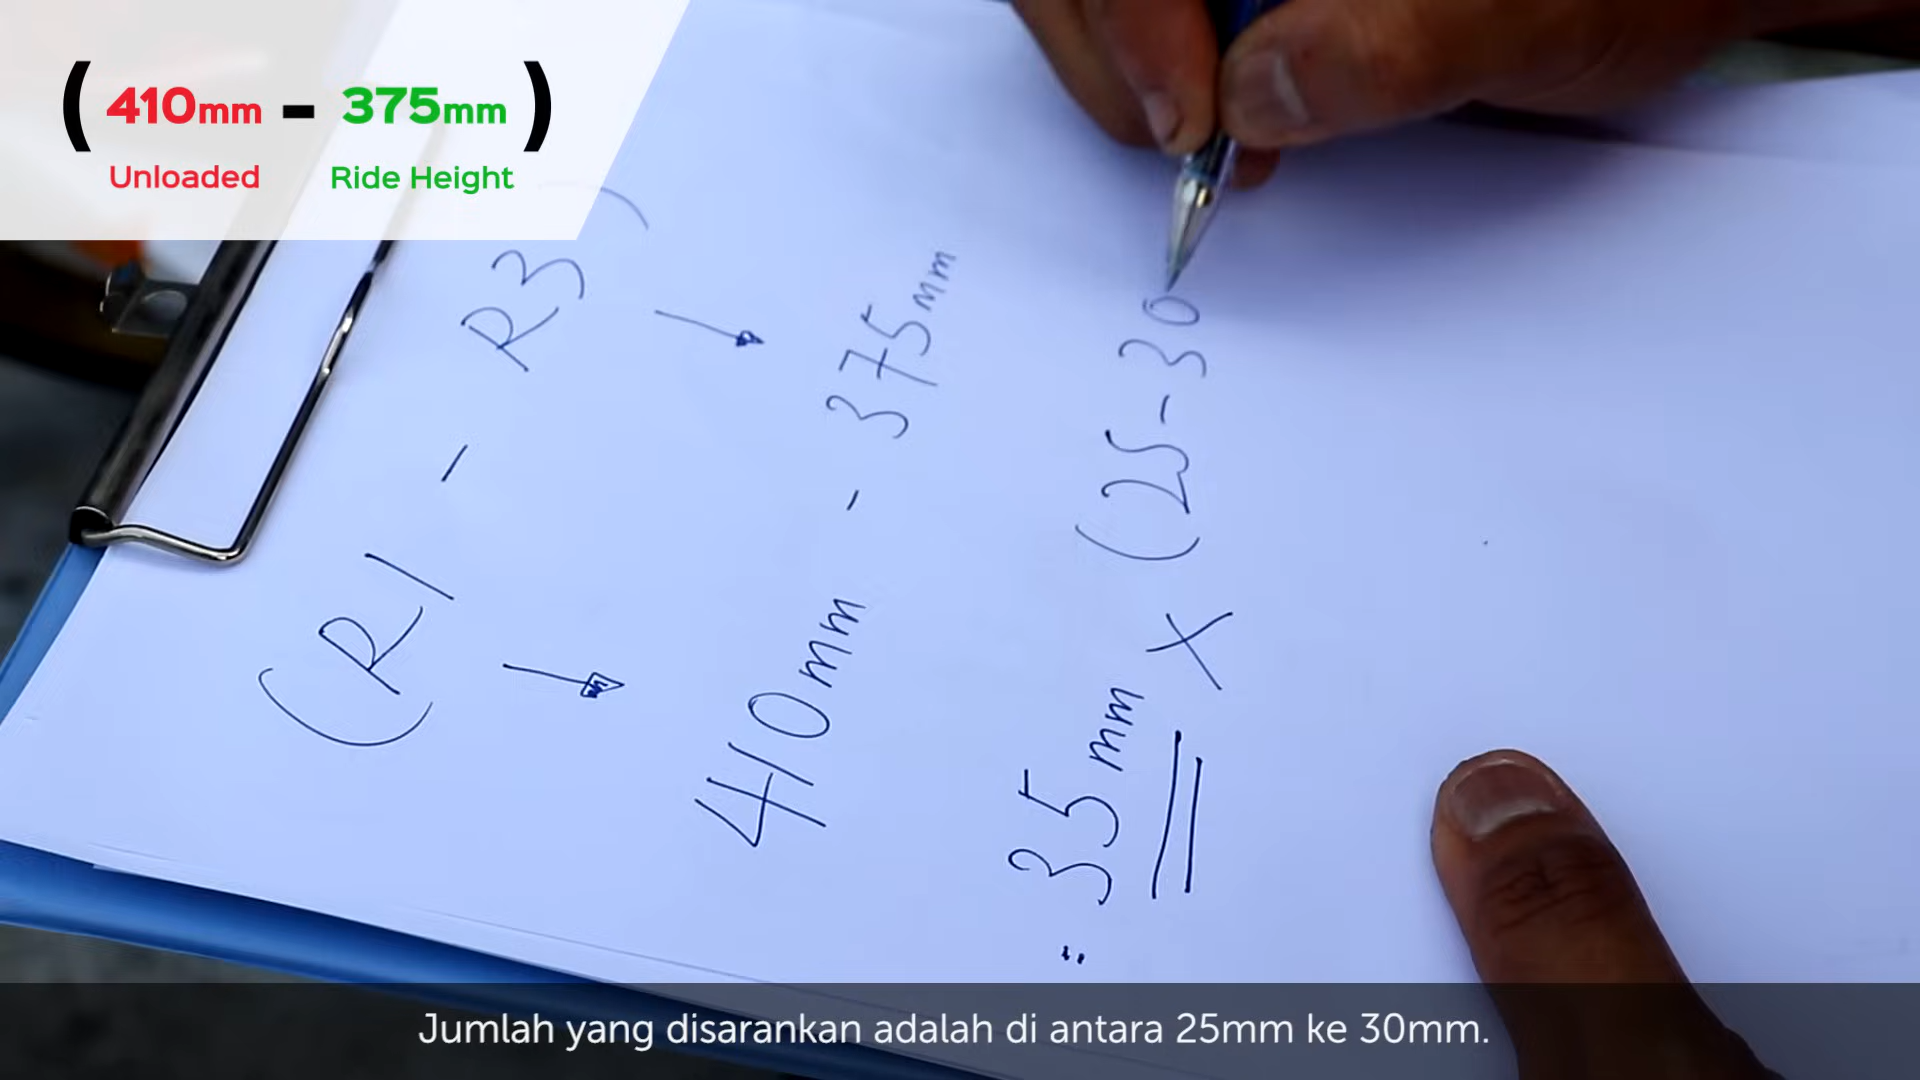 ( 410mm - 375mm )
Unloaded Ride Height
(R1 - R3)
410mm - 375mm
= 35mm X (25-30
Jumlah yang disarankan adalah di antara 25mm ke 30mm.